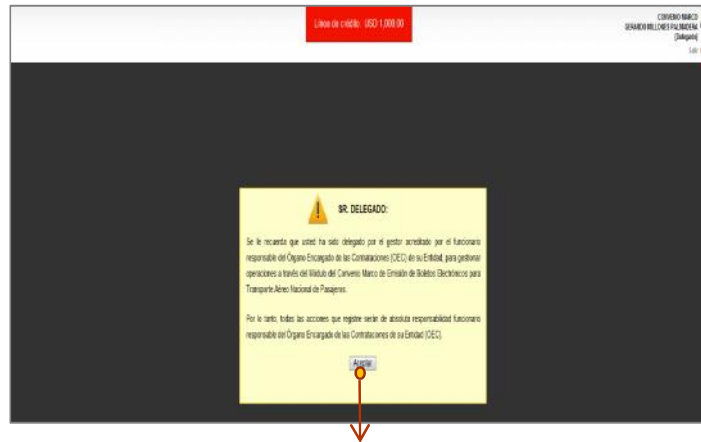 Línea de crédito: USD 1,000.00
CONVENIO MARCO
GERARDO MILLONES PALMADERA
[Delegado]
Salir
SR. DELEGADO:
Se le recuerda que usted ha sido delegado por el gestor acreditado por el funcionario
responsable del Órgano Encargado de las Contrataciones (OEC) de su Entidad, para gestionar
operaciones a través del Módulo del Convenio Marco de Emisión de Boletos Electrónicos para
Transporte Aéreo Nacional de Pasajeros.
Por lo tanto, todas las acciones que registre serán de absoluta responsabilidad funcionario
responsable del Órgano Encargado de las Contrataciones de su Entidad (OEC).
Aceptar